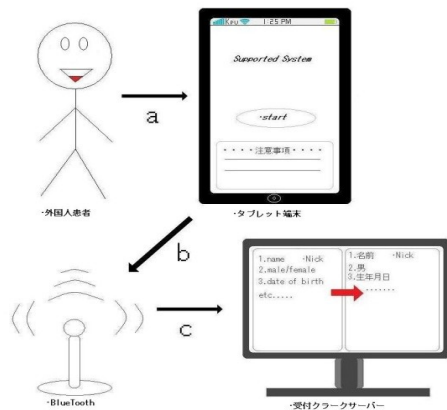 Kpu 1:25 PM
Supported System
・start
・・・・注意事項・・・・
a
・外国人患者
・タブレット端末
b
1.name ・Nick
2.male/female
3.date of birth
etc.....
1.名前 ・Nick
2.男
3.生年月日
.......
c
・BlueTooth
・受付クラークサーバー